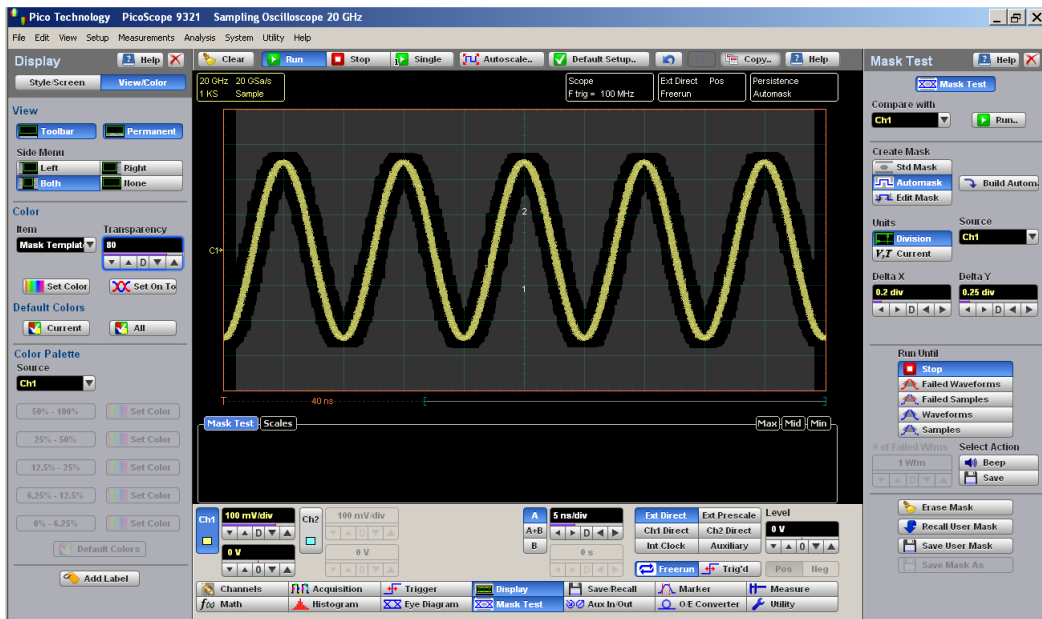 Pico Technology PicoScope 9321 Sampling Oscilloscope 20 GHz
File Edit View Setup Measurements Analysis System Utility Help
Display Help
Style/Screen View/Color
View
Toolbar Permanent
Side Menu
Left Right
Both None
Color
Item Transparency
Mask Templat 80
D
Set Color Set On To
Default Colors
Current All
Color Palette
Source
Ch1
50% - 100% Set Color
25% - 50% Set Color
12.5% - 25% Set Color
6.25% - 12.5% Set Color
0% - 6.25% Set Color
Default Colors
Add Label
Clear Run Stop Single Autoscale.. Default Setup.. Copy.. Help
20 GHz 20 GSa/s
1 KS Sample
Scope
F trig = 100 MHz
Ext Direct Pos
Freerun
Persistence
Automask
2
C1
1
T 40 ns
Mask Test Scales Max Mid Min
Ch1 100 mV/div Ch2 100 mV/div
D D
0 V 0 V
0 0
A 5 ns/div
A+B D
B 0 s
D
Ext Direct Ext Prescale Level
Ch1 Direct Ch2 Direct 0 V
Int Clock Auxiliary 0
Freerun Trig'd Pos Neg
Channels Acquisition Trigger Display Save/Recall Marker Measure
f(x) Math Histogram Eye Diagram Mask Test Aux In/Out O/E Converter Utility
Mask Test Help
Mask Test
Compare with
Ch1 Run..
Create Mask
Std Mask
Automask Build Autom.
Edit Mask
Units Source
Division Ch1
V,T Current
Delta X Delta Y
0.2 div 0.25 div
D D
Run Until
Stop
Failed Waveforms
Failed Samples
Waveforms
Samples
# of Failed Wfms Select Action
1 Wfm Beep
D Save
Erase Mask
Recall User Mask
Save User Mask
Save Mask As